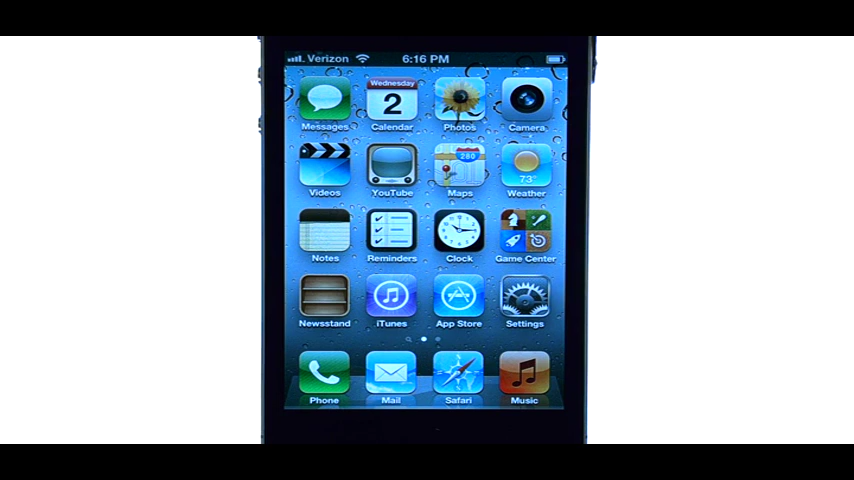 Verizon 6:16 PM
Wednesday
2
Messages Calendar Photos Camera
280
73°
Videos YouTube Maps Weather
Notes Reminders Clock Game Center
Newsstand iTunes App Store Settings
Phone Mail Safari Music